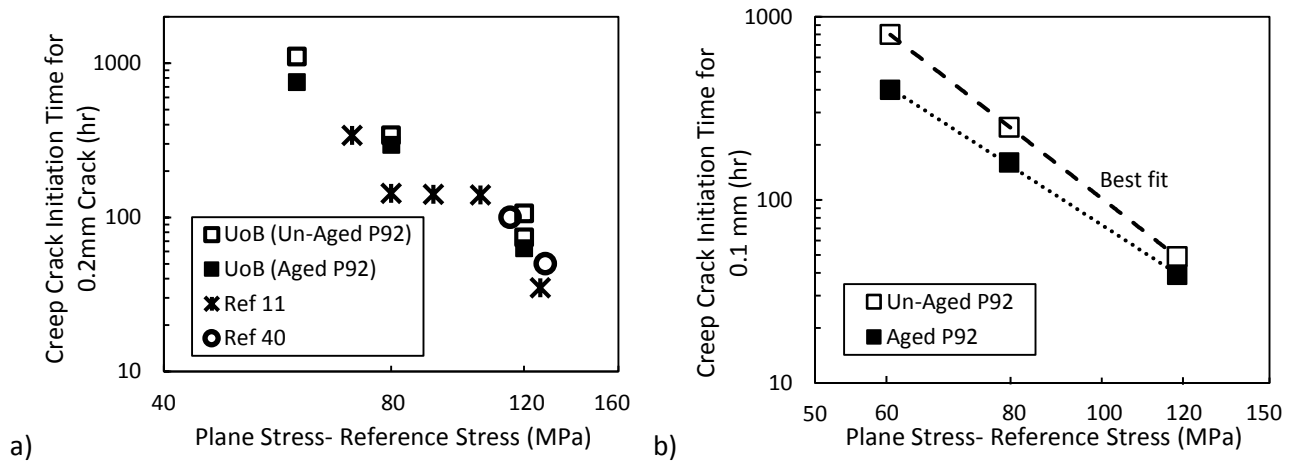 Creep Crack Initiation Time for
0.2mm Crack (hr)
1000
100
10
UoB (Un-Aged P92)
UoB (Aged P92)
Ref 11
Ref 40
40
80
120
160
Plane Stress- Reference Stress (MPa)
a)
Creep Crack Initiation Time for
0.1 mm (hr)
1000
100
10
Best fit
Un-Aged P92
Aged P92
50
60
80
100
120
150
Plane Stress- Reference Stress (MPa)
b)